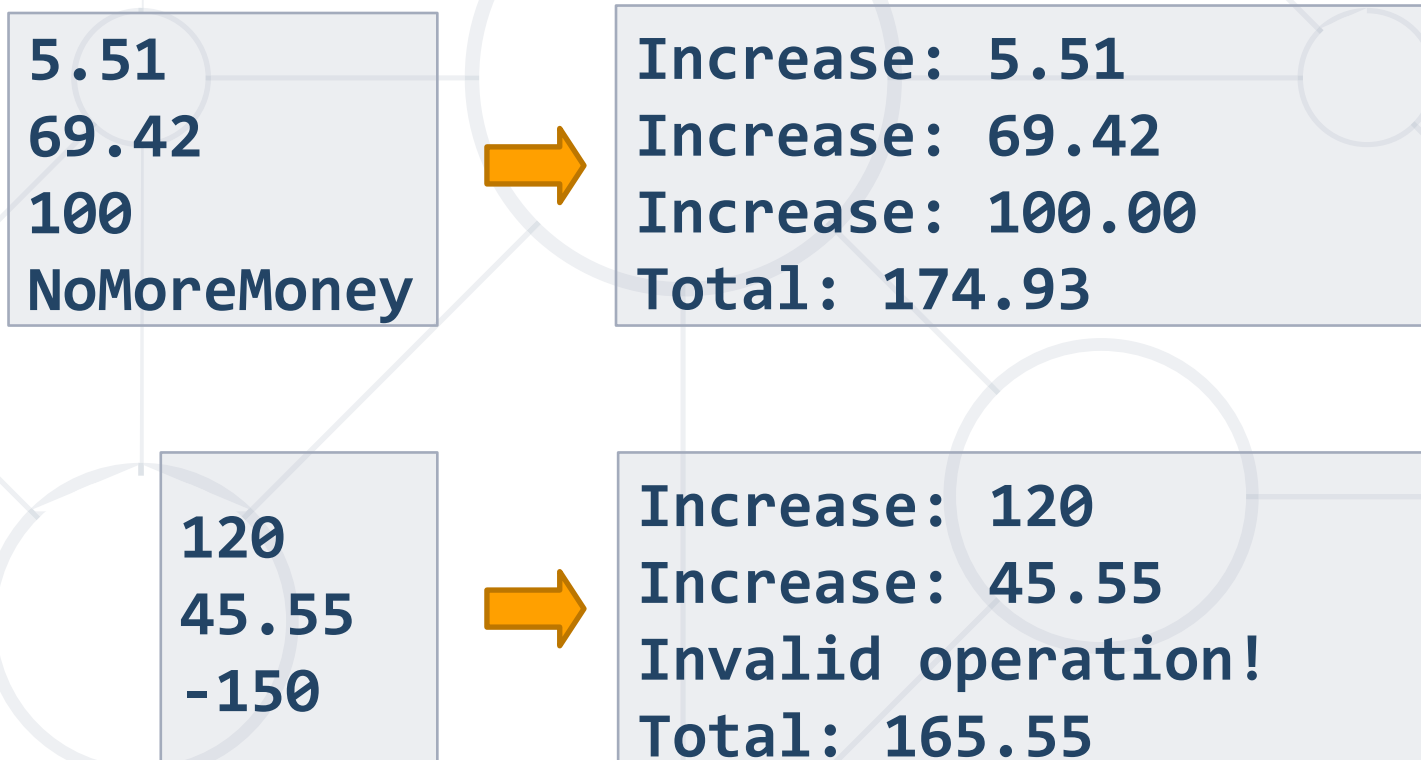 5.51
69.42
100
NoMoreMoney
Increase: 5.51
Increase: 69.42
Increase: 100.00
Total: 174.93
120
45.55
-150
Increase: 120
Increase: 45.55
Invalid operation!
Total: 165.55